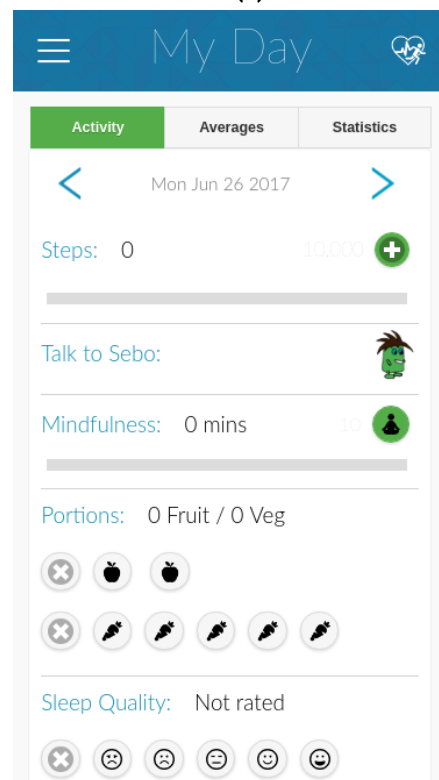 My Day
Activity Averages Statistics
Mon Jun 26 2017
Steps: 0 10,000
Talk to Sebo:
Mindfulness: 0 mins 10
Portions: 0 Fruit / 0 Veg
Sleep Quality: Not rated